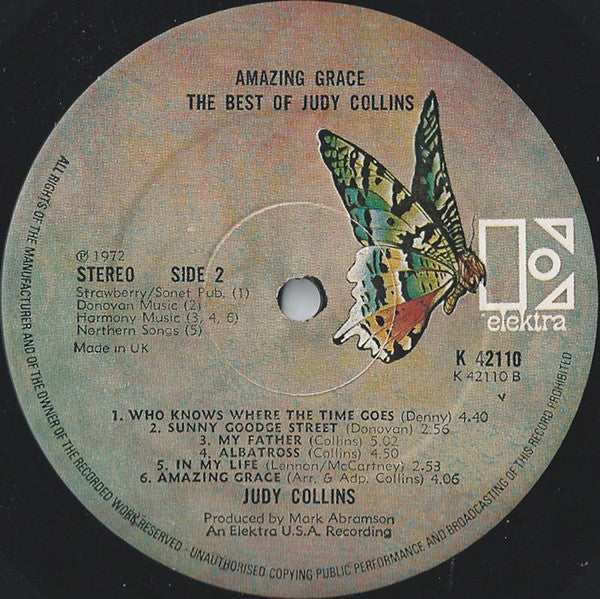 AMAZING GRACE
THE BEST OF JUDY COLLINS
℗ 1972
STEREO SIDE 2
Strawberry/Sonet Pub. (1)
Donovan Music (2)
Harmony Music (3, 4, 6)
Northern Songs (5)
Made in UK
elektra
K 42110
K 42110 B
1. WHO KNOWS WHERE THE TIME GOES (Denny) 4.40
2. SUNNY GOODGE STREET (Donovan) 2.56
3. MY FATHER (Collins) 5.02
4. ALBATROSS (Collins) 4.50
5. IN MY LIFE (Lennon/McCartney) 2.53
6. AMAZING GRACE (Arr. & Adp. Collins) 4.06
JUDY COLLINS
Produced by Mark Abramson
An Elektra U.S.A. Recording
ALL RIGHTS OF THE MANUFACTURER AND OF THE OWNER OF THE RECORDED WORK RESERVED - UNAUTHORISED COPYING PUBLIC PERFORMANCE AND BROADCASTING OF THIS RECORD PROHIBITED